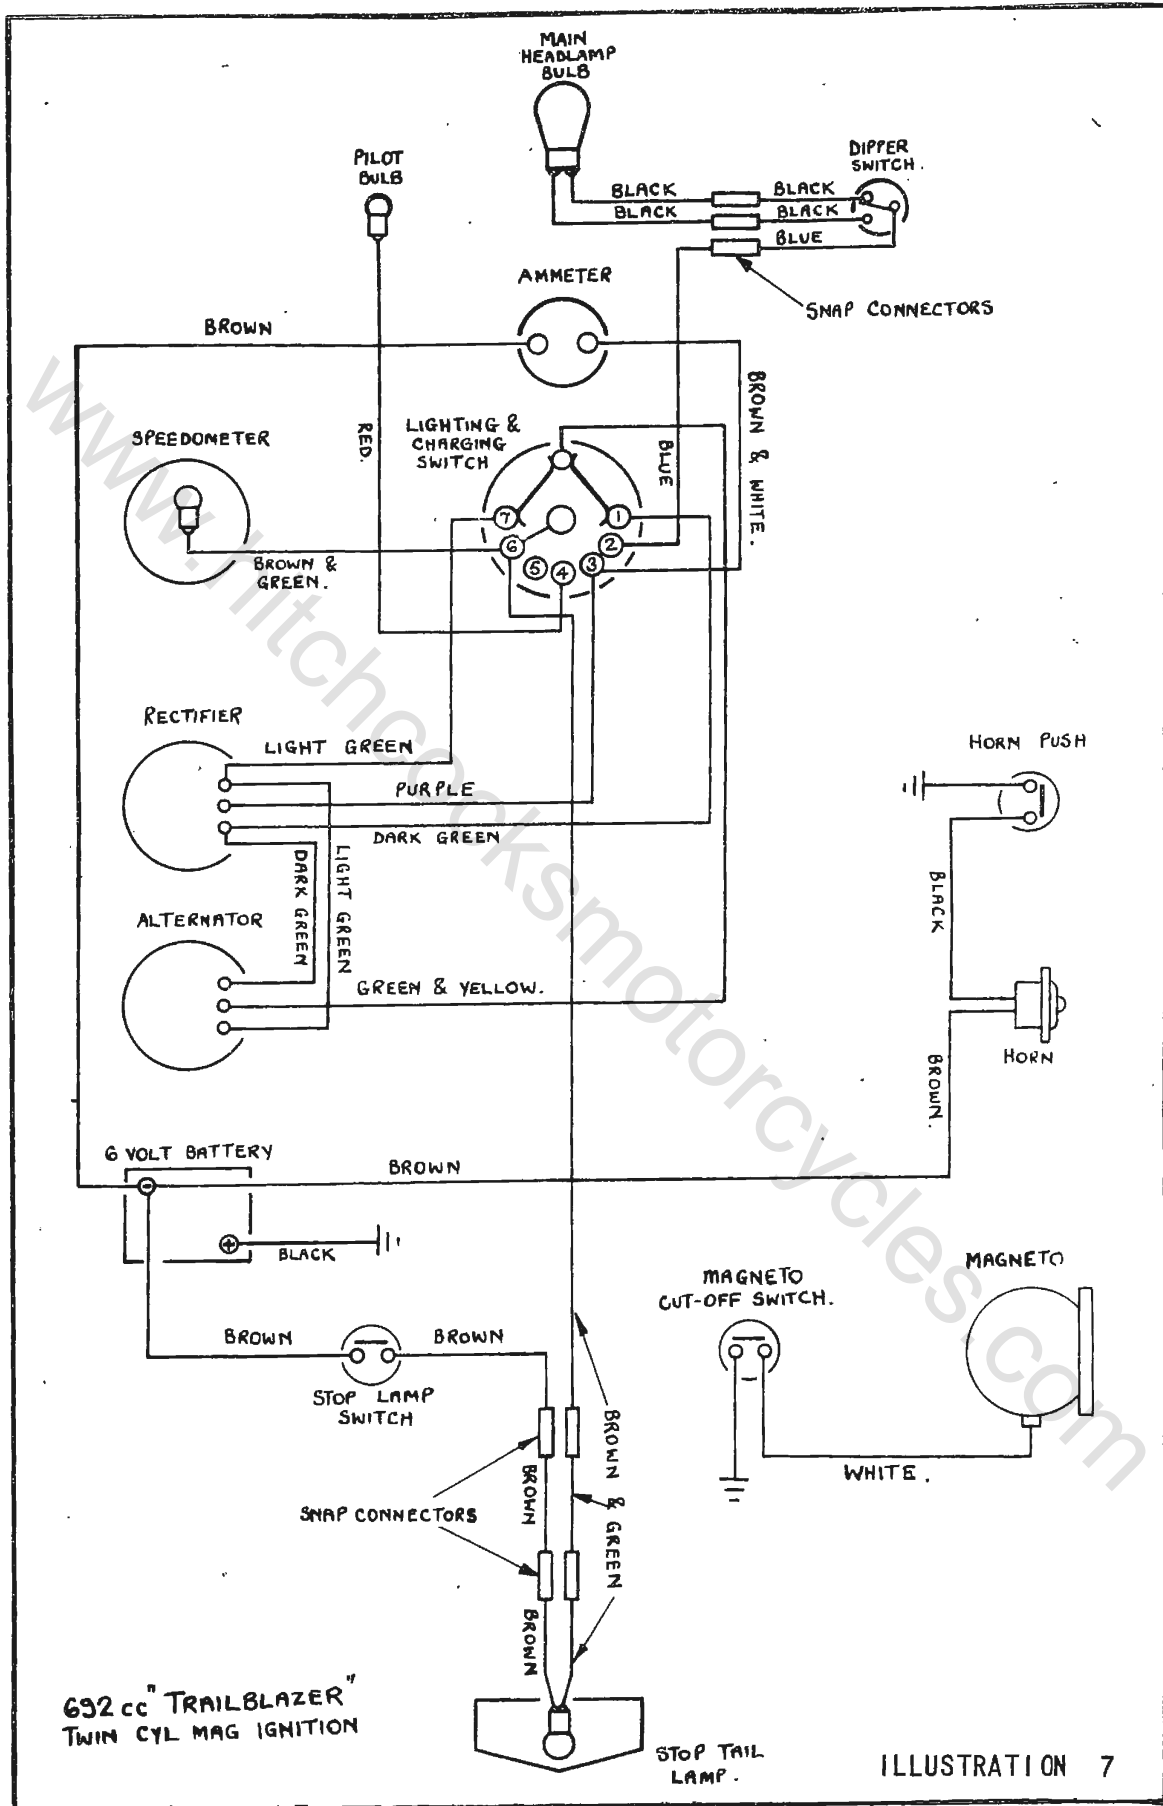 MAIN
HEADLAMP
BULB
PILOT
BULB
DIPPER
SWITCH.
BLACK
BLACK
BLACK
BLACK
BLUE
AMMETER
SNAP CONNECTORS
BROWN
BROWN & WHITE.
SPEEDOMETER
RED.
LIGHTING &
CHARGING
SWITCH
BLUE
7
1
6
2
5
4
3
BROWN &
GREEN.
RECTIFIER
LIGHT GREEN
PURPLE
DARK GREEN
HORN PUSH
DARK GREEN
LIGHT GREEN
BLACK
ALTERNATOR
GREEN & YELLOW.
HORN
BROWN.
6 VOLT BATTERY
BROWN
BLACK
MAGNETO
CUT-OFF SWITCH.
MAGNETO
BROWN
BROWN
STOP LAMP
SWITCH
BROWN & GREEN
WHITE.
BROWN
SNAP CONNECTORS
BROWN
692 cc "TRAILBLAZER"
TWIN CYL MAG IGNITION
STOP TAIL
LAMP.
ILLUSTRATION 7
www.hitchcocksmotorcycles.com